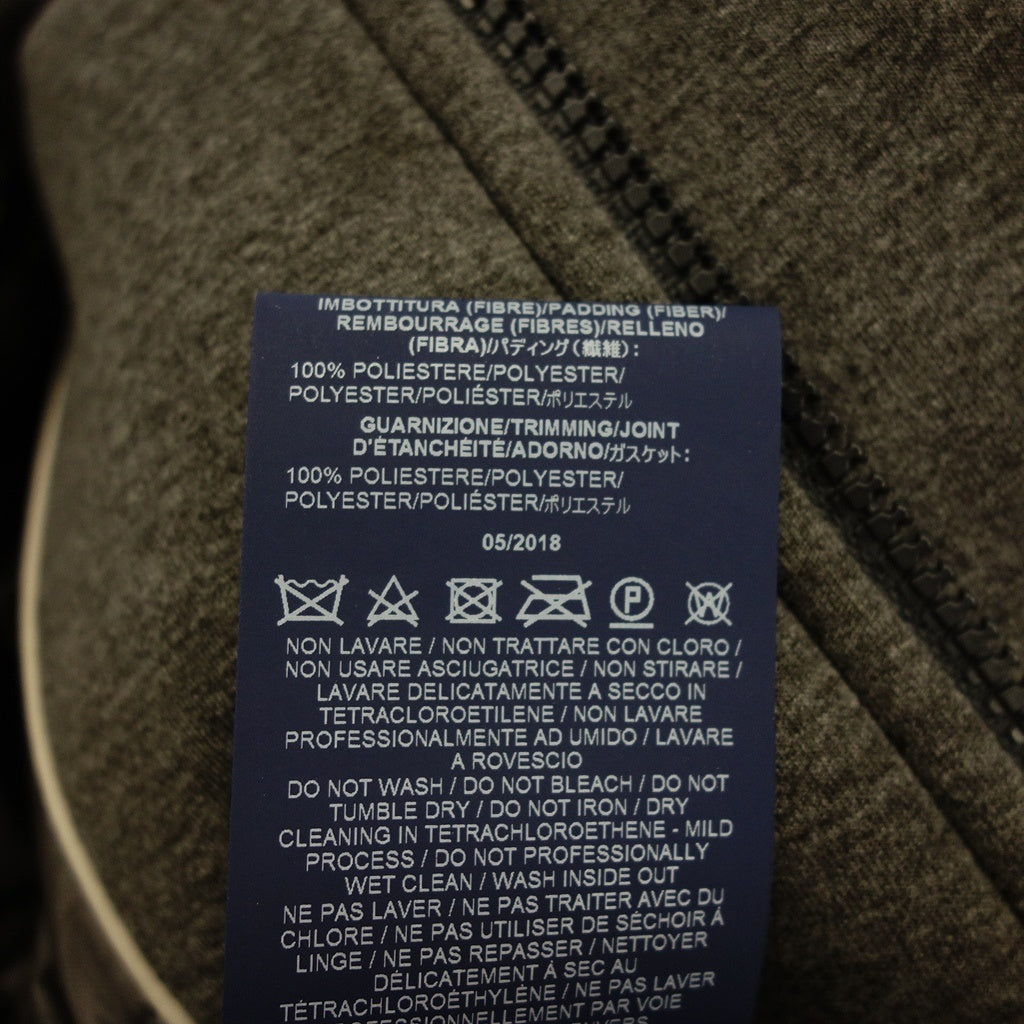 IMBOTTITURA (FIBRE)/PADDING (FIBER)/
REMBOURRAGE (FIBRES)/RELLENO
(FIBRA)/パディング(繊維):
100% POLIESTERE/POLYESTER/
POLYESTER/POLIÉSTER/ポリエステル
GUARNIZIONE/TRIMMING/JOINT
D'ÉTANCHÉITÉ/ADORNO/ガスケット:
100% POLIESTERE/POLYESTER/
POLYESTER/POLIÉSTER/ポリエステル
05/2018
P W
NON LAVARE / NON TRATTARE CON CLORO /
NON USARE ASCIUGATRICE / NON STIRARE /
LAVARE DELICATAMENTE A SECCO IN
TETRACLOROETILENE / NON LAVARE
PROFESSIONALMENTE AD UMIDO / LAVARE
A ROVESCIO
DO NOT WASH / DO NOT BLEACH / DO NOT
TUMBLE DRY / DO NOT IRON / DRY
CLEANING IN TETRACHLOROETHENE - MILD
PROCESS / DO NOT PROFESSIONALLY
WET CLEAN / WASH INSIDE OUT
NE PAS LAVER / NE PAS TRAITER AVEC DU
CHLORE / NE PAS UTILISER DE SÉCHOIR À
LINGE / NE PAS REPASSER / NETTOYER
DÉLICATEMENT À SEC AU
TÉTRACHLOROÉTHYLÈNE / NE PAS LAVER
PAR VOIE